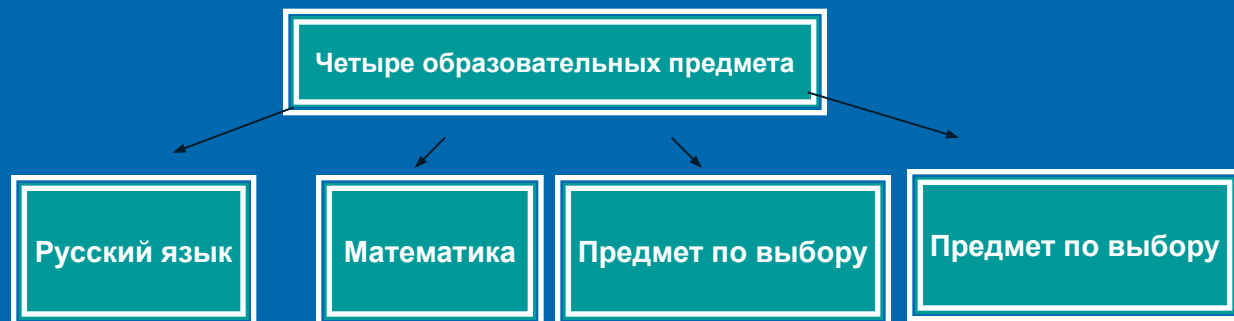 Четыре образовательных предмета
Русский язык
Математика
Предмет по выбору
Предмет по выбору